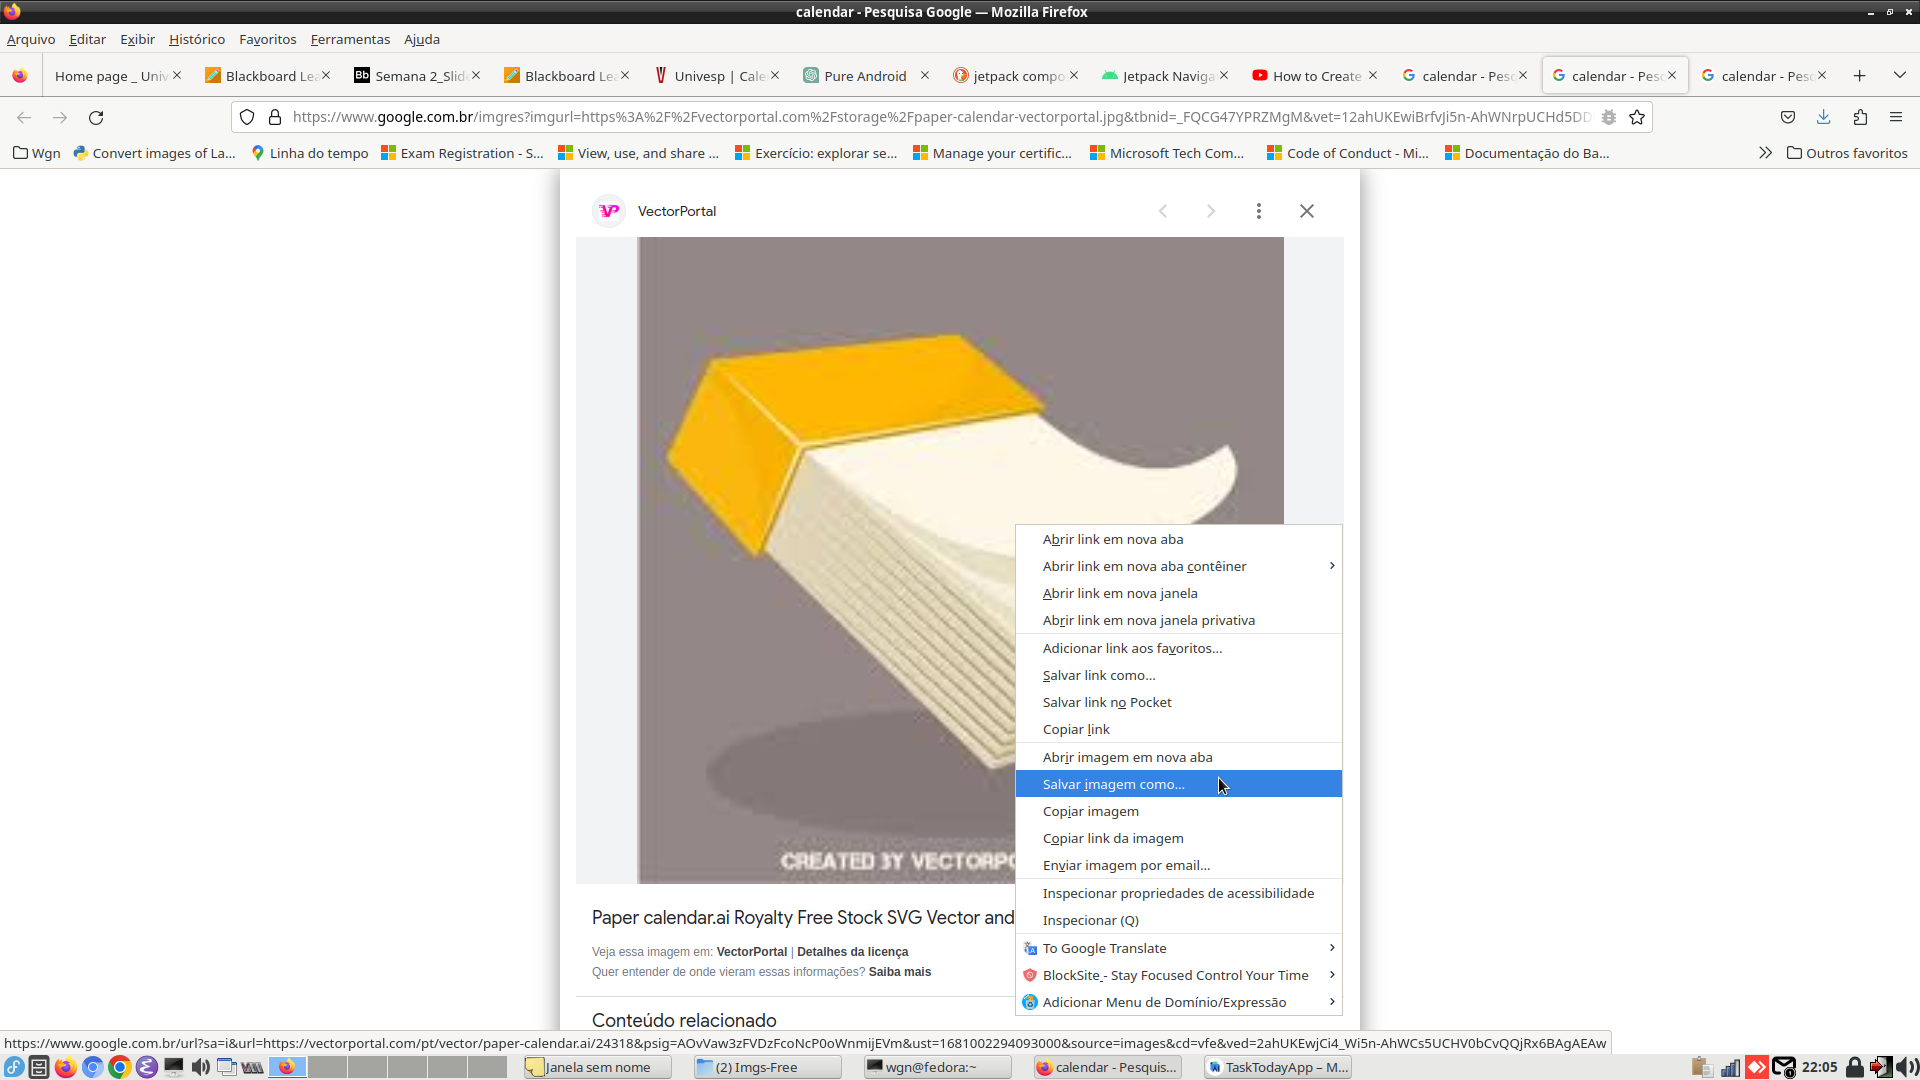 calendar - Pesquisa Google — Mozilla Firefox
Arquivo Editar Exibir Histórico Favoritos Ferramentas Ajuda
Home page _ Univ Blackboard Lea Bb Semana 2_Slide Blackboard Lea Univesp | Cale Pure Android jetpack compo Jetpack Naviga How to Create calendar - Pesq calendar - Pesq calendar - Pesq
https://www.google.com.br/imgres?imgurl=https%3A%2F%2Fvectorportal.com%2Fstorage%2Fpaper-calendar-vectorportal.jpg&tbnid=_FQCG47YPRZMgM&vet=12ahUKEwiBrfvJi5n-AhWNrpUCHd5DD
Wgn Convert images of La... Linha do tempo Exam Registration - S... View, use, and share ... Exercício: explorar se... Manage your certific... Microsoft Tech Com... Code of Conduct - Mi... Documentação do Ba... Outros favoritos
VP VectorPortal
Abrir link em nova aba
Abrir link em nova aba contêiner
Abrir link em nova janela
Abrir link em nova janela privativa
Adicionar link aos favoritos...
Salvar link como...
Salvar link no Pocket
Copiar link
Abrir imagem em nova aba
Salvar imagem como...
Copiar imagem
Copiar link da imagem
Enviar imagem por email...
Inspecionar propriedades de acessibilidade
Inspecionar (Q)
To Google Translate
BlockSite - Stay Focused Control Your Time
Adicionar Menu de Domínio/Expressão
CREATED BY VECTORPO
Paper calendar.ai Royalty Free Stock SVG Vector and
Veja essa imagem em: VectorPortal | Detalhes da licença
Quer entender de onde vieram essas informações? Saiba mais
Conteúdo relacionado
https://www.google.com.br/url?sa=i&url=https://vectorportal.com/pt/vector/paper-calendar.ai/24318&psig=AOvVaw3zFVDzFcoNcP0oWnmijEVm&ust=1681002294093000&source=images&cd=vfe&ved=2ahUKEwjCi4_Wi5n-AhWCs5UCHV0bCvQQjRx6BAgAEAw
Janela sem nome (2) Imgs-Free wgn@fedora:~ calendar - Pesquis... TaskTodayApp – M... 22:05